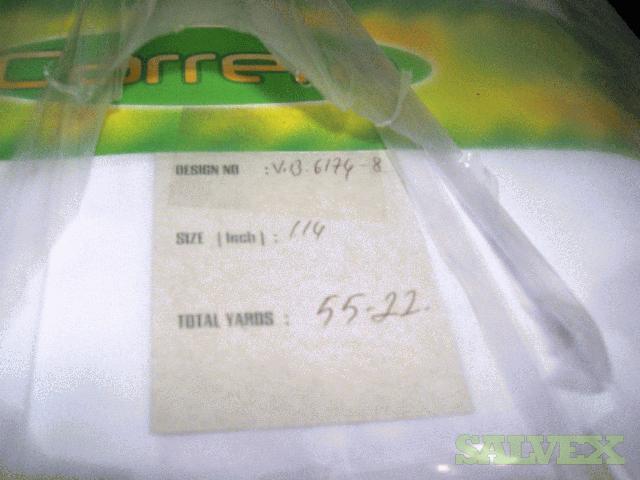 DESIGN NO : V.B. 6174-8
SIZE [Inch] : 114
TOTAL YARDS : 55-22.
SALVEX